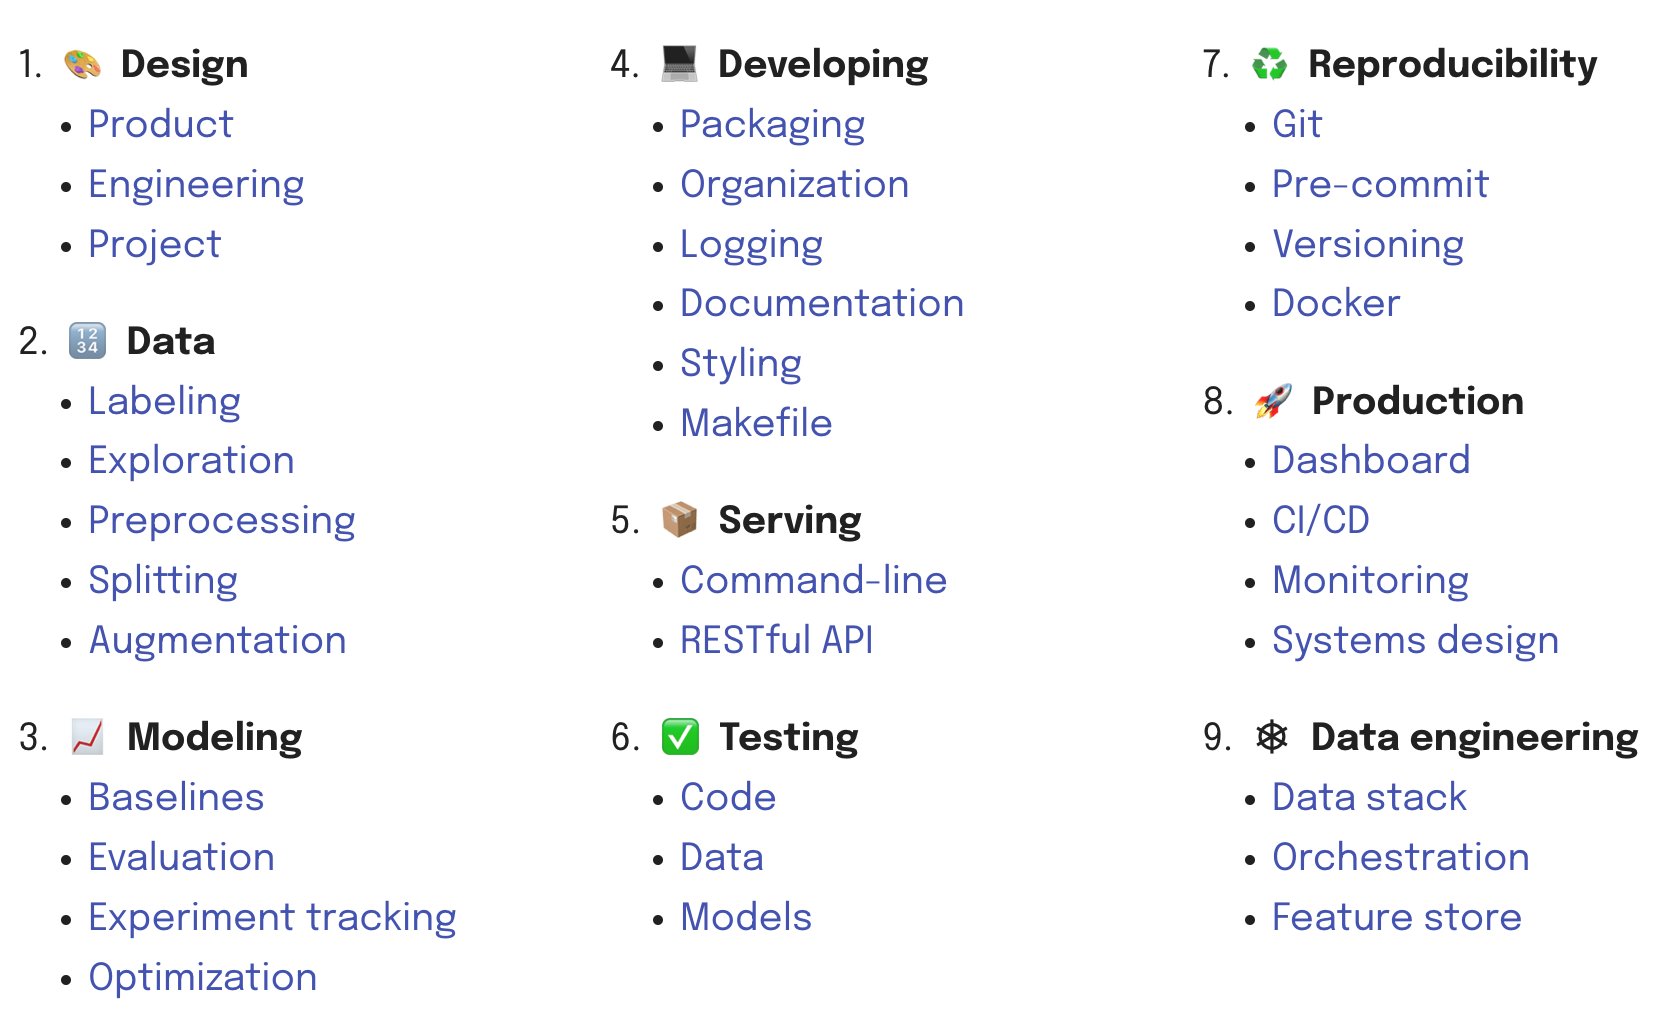 1. 🎨 Design
• Product
• Engineering
• Project
2. 🔢 Data
• Labeling
• Exploration
• Preprocessing
• Splitting
• Augmentation
3. 📈 Modeling
• Baselines
• Evaluation
• Experiment tracking
• Optimization
4. 💻 Developing
• Packaging
• Organization
• Logging
• Documentation
• Styling
• Makefile
5. 📦 Serving
• Command-line
• RESTful API
6. ✅ Testing
• Code
• Data
• Models
7. ♻️ Reproducibility
• Git
• Pre-commit
• Versioning
• Docker
8. 🚀 Production
• Dashboard
• CI/CD
• Monitoring
• Systems design
9. ⎈ Data engineering
• Data stack
• Orchestration
• Feature store